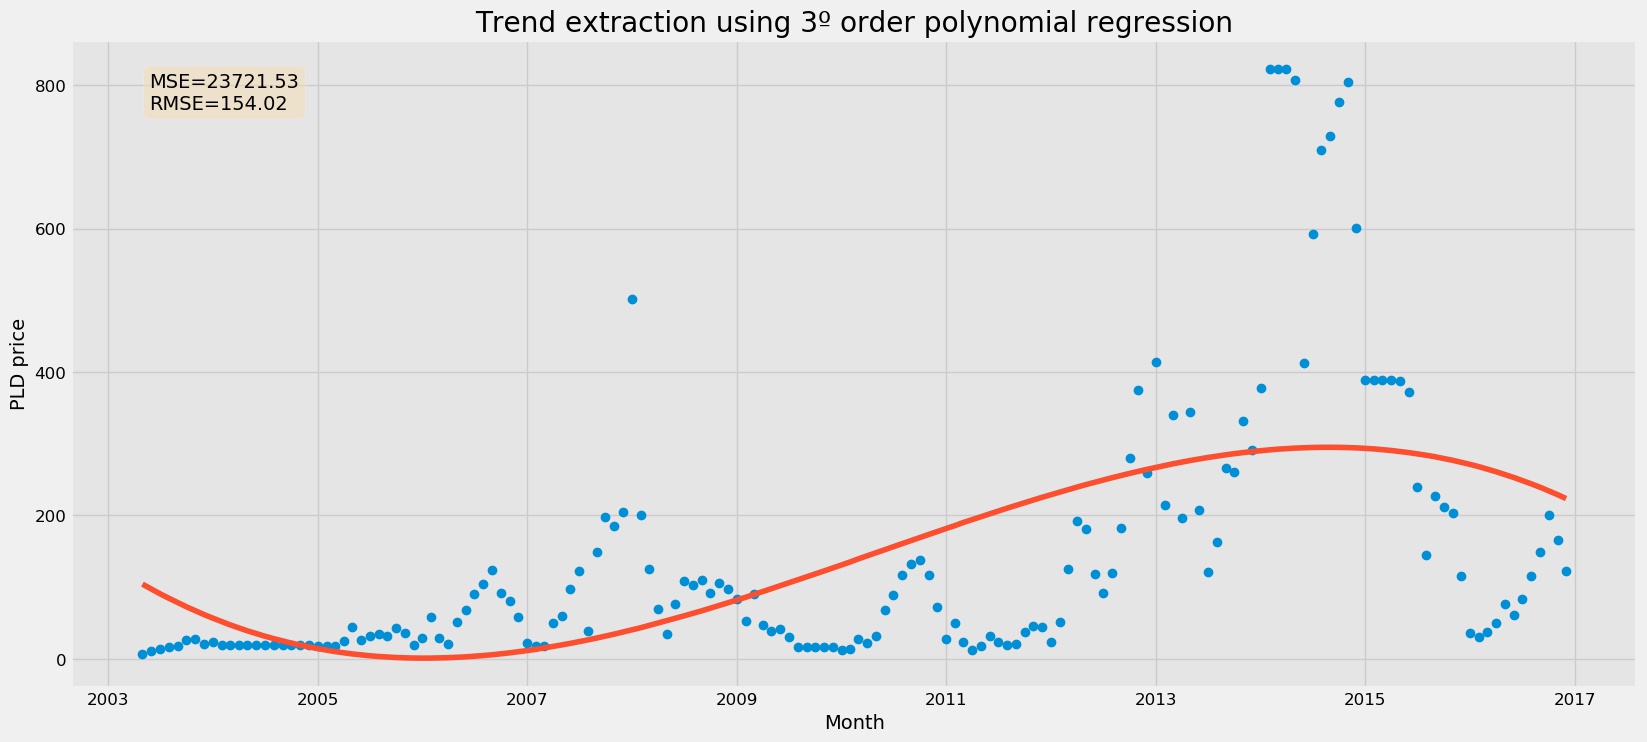 Trend extraction using 3º order polynomial regression
MSE=23721.53
RMSE=154.02
800
600
400
200
0
PLD price
2003 2005 2007 2009 2011 2013 2015 2017
Month